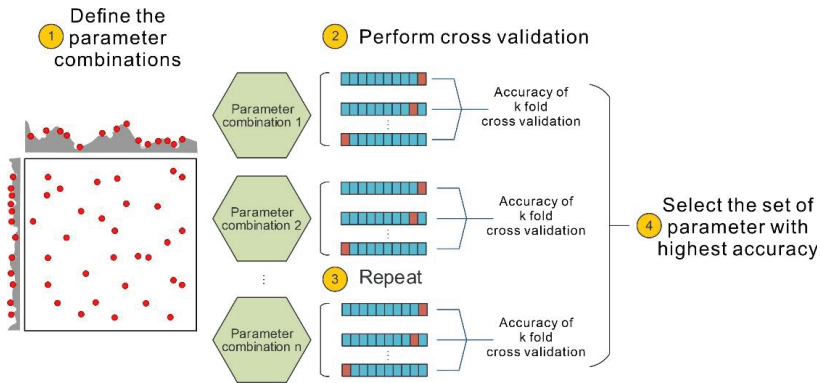 1
Define the
parameter
combinations
2
Perform cross validation
Parameter
combination 1
Accuracy of
k fold
cross validation
Parameter
combination 2
Accuracy of
k fold
cross validation
4
Select the set of
parameter with
highest accuracy
3
Repeat
Parameter
combination n
Accuracy of
k fold
cross validation